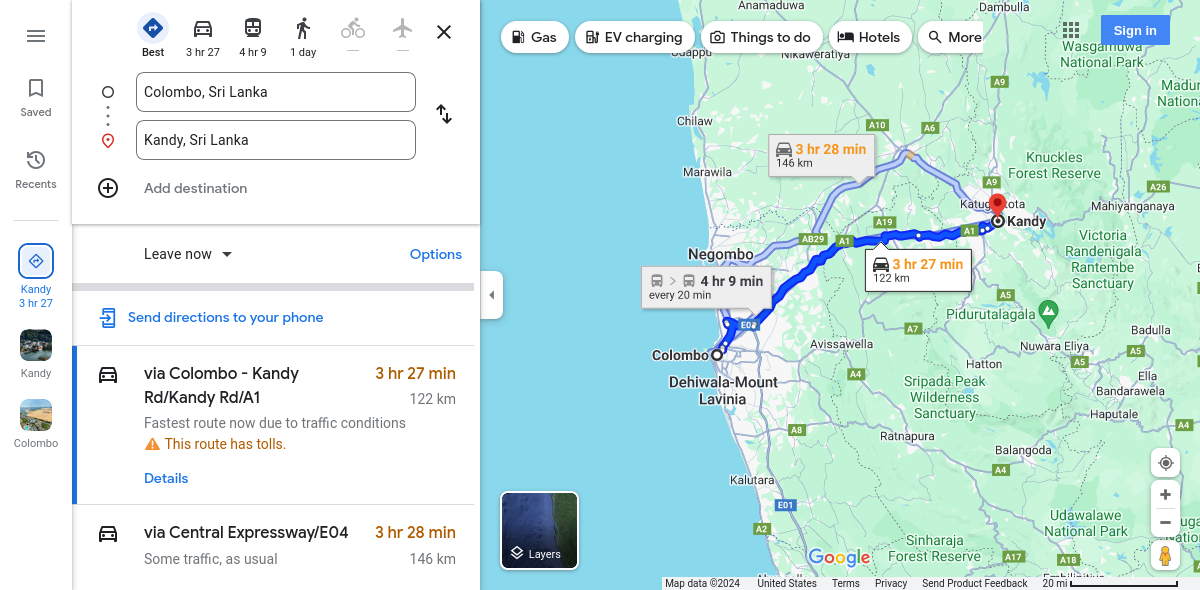 Best
3 hr 27
4 hr 9
1 day
—
—
Saved
Recents
Kandy
3 hr 27
Kandy
Colombo
Colombo, Sri Lanka
Kandy, Sri Lanka
Add destination
Leave now
Options
Send directions to your phone
via Colombo - Kandy
Rd/Kandy Rd/A1
3 hr 27 min
122 km
Fastest route now due to traffic conditions
This route has tolls.
Details
via Central Expressway/E04
3 hr 28 min
Some traffic, as usual
146 km
Gas
EV charging
Things to do
Hotels
More
Sign in
Anamaduwa
Dambulla
Nikaweratiya
Wasgamuwa
National Park
A9
Chilaw
A10
A6
3 hr 28 min
146 km
Marawila
Knuckles
Forest Reserve
A9
A26
Mahiyanganaya
A19
Kandy
A1
AB29
A1
Victoria
Randenigala
Rantembe
Sanctuary
Negombo
3 hr 27 min
122 km
4 hr 9 min
every 20 min
A5
Pidurutalagala
A7
Badulla
Colombo
Avissawella
Nuwara Eliya
A5
A5
Dehiwala-Mount
Lavinia
A4
Hatton
Ella
Bandarawela
Sripada Peak
Wilderness
Sanctuary
Haputale
A8
Ratnapura
A4
Balangoda
A4
Kalutara
E01
A2
Udawalawe
National Park
Sinharaja
Forest Reserve
A17
A18
Layers
Google
Map data ©2024
United States
Terms
Privacy
Send Product Feedback
20 mi